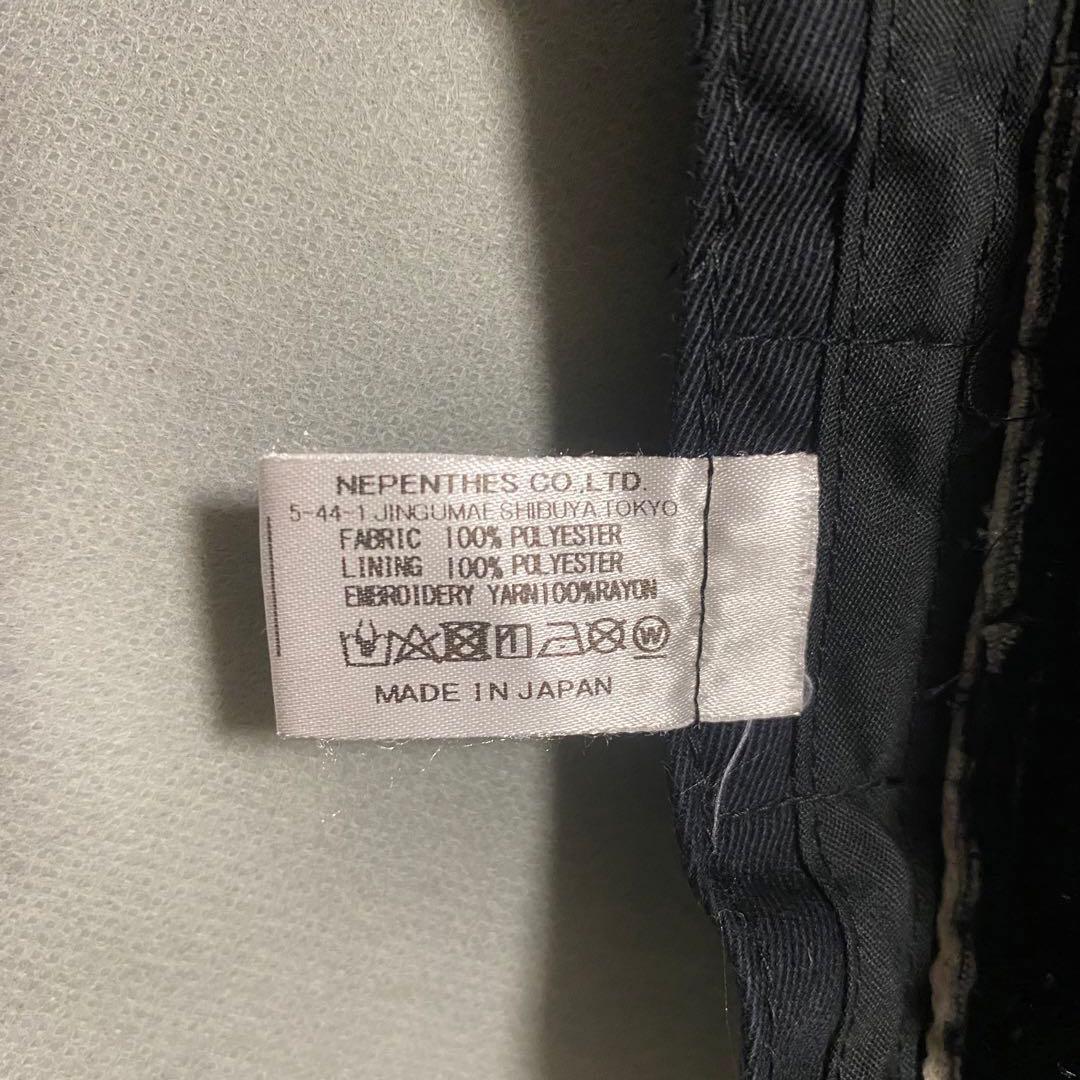 NEPENTHES CO.,LTD.
5-44-1 JINGUMAE SHIBUYA TOKYO
FABRIC 100% POLYESTER
LINING 100% POLYESTER
EMBROIDERY YARN100%RAYON
W
MADE IN JAPAN